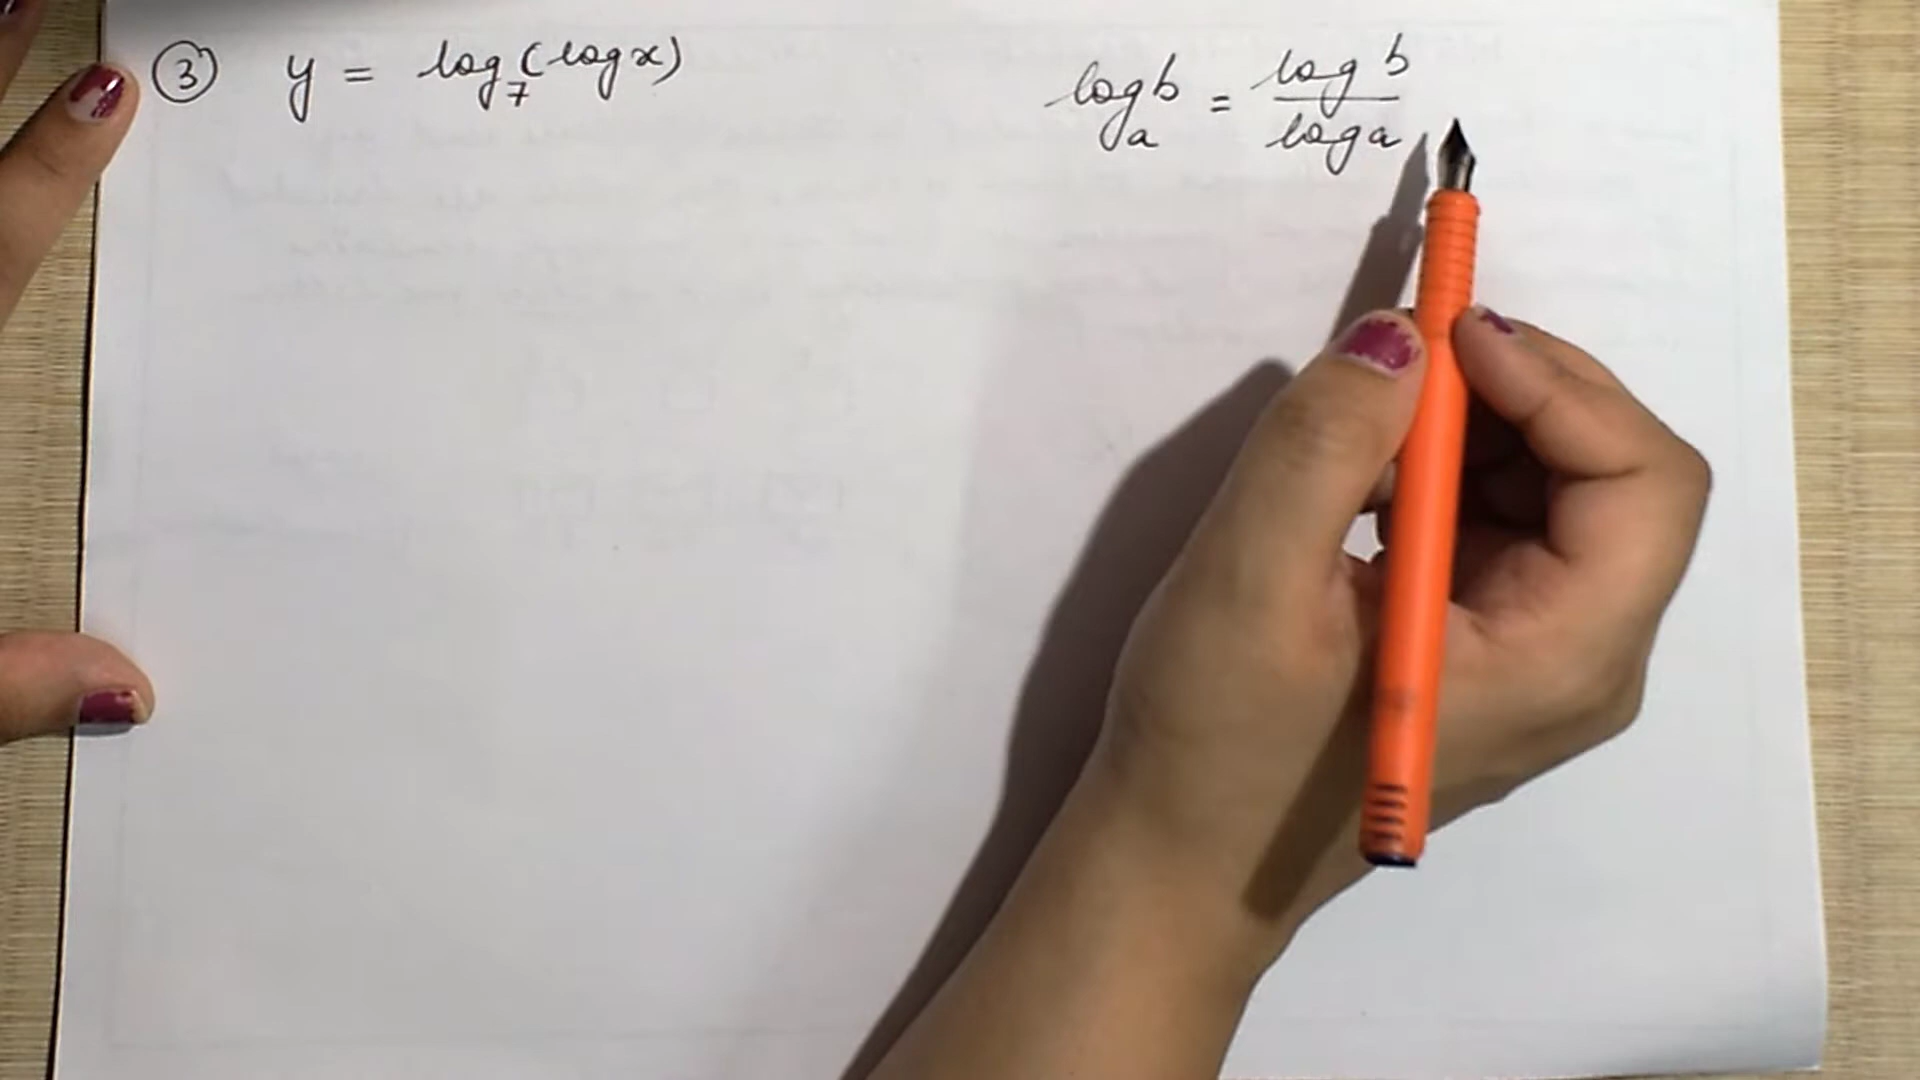 ③ y = log₇(log x)
logₐb = log b / log a